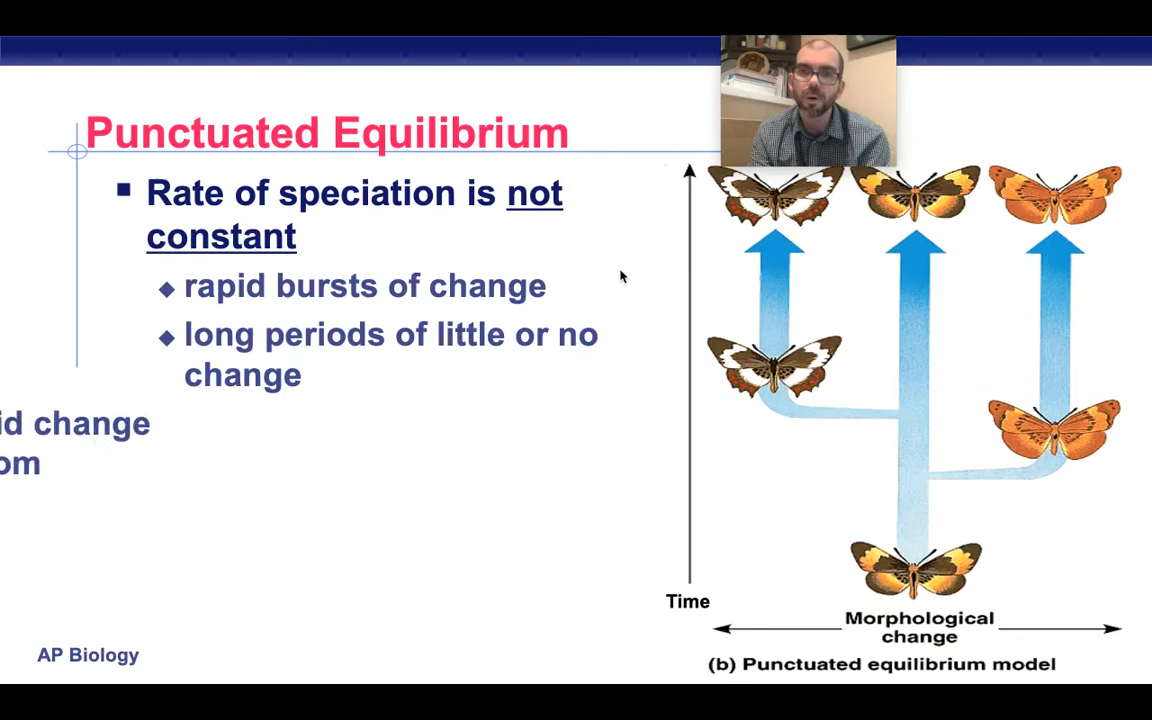 Punctuated Equilibrium
Rate of speciation is not
constant
rapid bursts of change
long periods of little or no
change
id change
om
Time
Morphological
change
(b) Punctuated equilibrium model
AP Biology